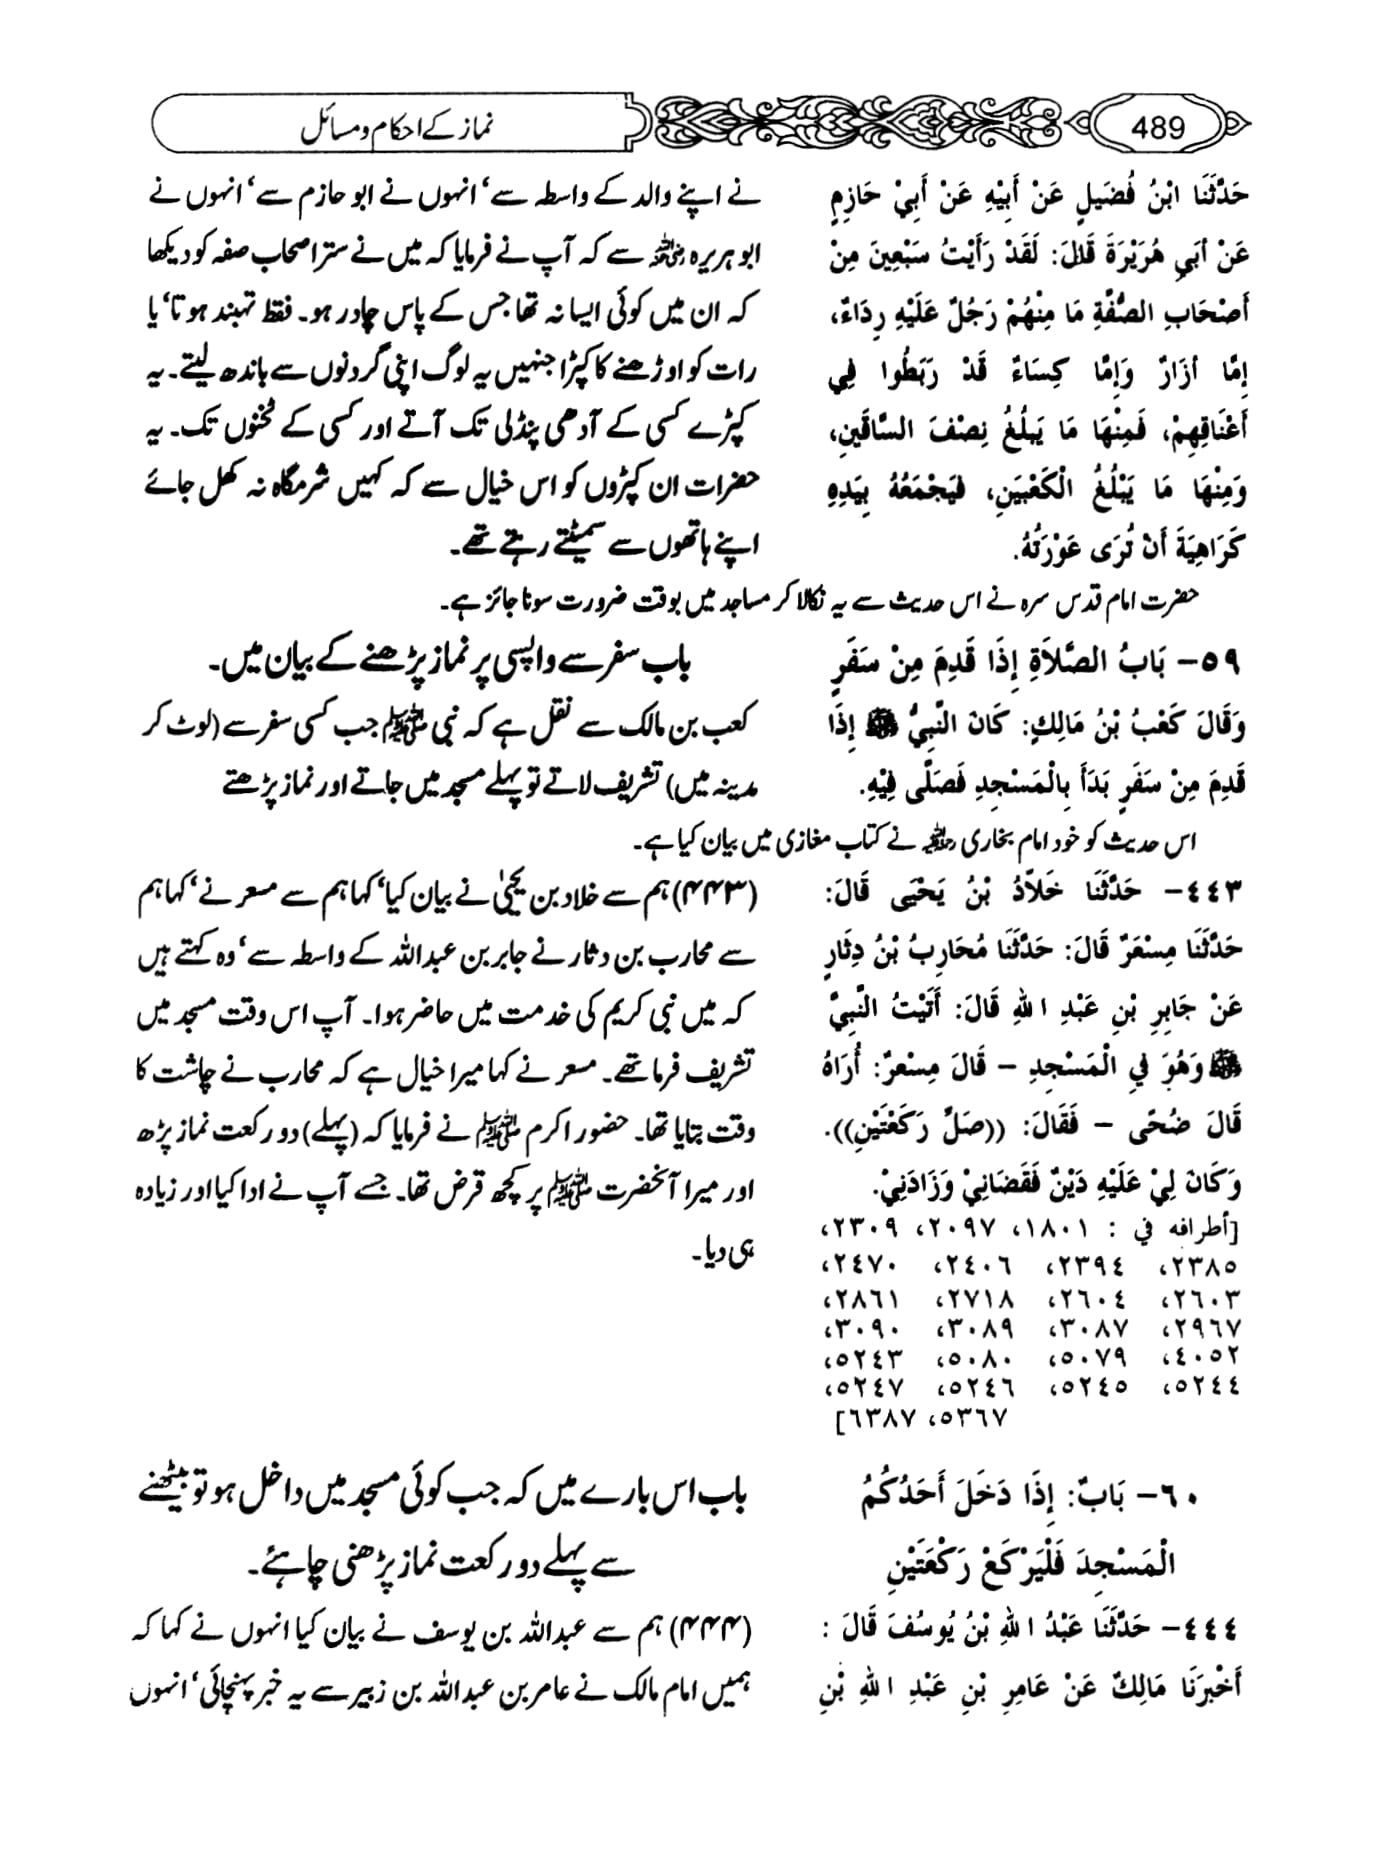 489
نماز کے احکام و مسائل
حَدَّثَنَا ابْنُ فُضَيلٍ عَنْ أَبِيْهِ عَنْ أَبِيْ حَازِمٍ
عَنْ أَبِي هُرَيْرَةَ قَالَ: لَقَدْ رَأَيْتُ سَبْعِينَ مِنْ
أَصْحَابِ الصُّفَّةِ مَا مِنْهُمْ رَجُلٌ عَلَيْهِ رِدَاءٌ،
إِمَّا أزَارٌ وَإِمَّا كِسَاءٌ قَدْ رَبَطُوا فِي
أَعْنَاقِهِمْ، فَمِنْهَا مَا يَبلُغُ نِصْفَ السَّاقَينِ،
وَمِنْهَا مَا يَبْلُغُ الْكَعْبَينِ، فَيَجْمَعُهُ بِيَدِهِ
كَرَاهِيَةَ أَنْ تُرَى عَوْرَتُهُ.
نے اپنے والد کے واسطہ سے‘ انہوں نے ابو حازم سے‘ انہوں نے
ابو ہریرہ رضی اللہ عنہ سے کہ آپ نے فرمایا کہ میں نے ستر اصحاب صفہ کو دیکھا
کہ ان میں کوئی ایسا نہ تھا جس کے پاس چادر ہو۔ فقط تہبند ہوتا‘ یا
رات کو اوڑھنے کا کپڑا جنہیں یہ لوگ اپنی گردنوں سے باندھ لیتے۔ یہ
کپڑے کسی کے آدھی پنڈلی تک آتے اور کسی کے ٹخنوں تک۔ یہ
حضرات ان کپڑوں کو اس خیال سے کہ کہیں شرمگاہ نہ کھل جائے
اپنے ہاتھوں سے سمیٹتے رہتے تھے۔
حضرت امام قدس سرہ نے اس حدیث سے یہ نکالا کر مساجد میں بوقت ضرورت سونا جائز ہے۔
٥٩- بَابُ الصَّلاَةِ إِذَا قَدِمَ مِنْ سَفَرٍ
وَقَالَ كَعْبُ بْنُ مَالِكٍ: كَانَ النَّبِيُّ ﷺ إِذَا
قَدِمَ مِنْ سَفَرٍ بَدَأَ بِالْمَسْجِدِ فَصَلَّى فِيْهِ.
باب سفر سے واپسی پر نماز پڑھنے کے بیان میں۔
کعب بن مالک سے نقل ہے کہ نبی ﷺ جب کسی سفر سے (لوٹ کر
مدینہ میں) تشریف لاتے تو پہلے مسجد میں جاتے اور نماز پڑھتے
اس حدیث کو خود امام بخاری رحمہ اللہ نے کتاب مغازی میں بیان کیا ہے۔
٤٤٣- حَدَّثَنَا خَلاَّدُ بْنُ يَحْيَى قَالَ:
حَدَّثَنَا مِسْعَرٌ قَالَ: حَدَّثَنَا مُحَارِبُ بْنُ دِثَارٍ
عَنْ جَابِرِ بْنِ عَبْدِ اللهِ قَالَ: أَتَيْتُ النَّبِيَّ
ﷺ وَهُوَ فِي الْمَسْجِدِ – قَالَ مِسْعَرٌ: أُرَاهُ
قَالَ ضُحًى – فَقَالَ: ((صَلِّ رَكْعَتَيْنِ)).
وَكَانَ لِيْ عَلَيْهِ دَيْنٌ فَقَضَانِيْ وَزَادَنِيْ.
[أطرافه في : ١٨٠١، ٢٠٩٧، ٢٣٠٩،
٢٣٨٥، ٢٣٩٤، ٢٤٠٦، ٢٤٧٠،
٢٦٠٣، ٢٦٠٤، ٢٧١٨، ٢٨٦١،
٢٩٦٧، ٣٠٨٧، ٣٠٨٩، ٣٠٩٠،
٤٠٥٢، ٥٠٧٩، ٥٠٨٠، ٥٢٤٣،
٥٢٤٤، ٥٢٤٥، ٥٢٤٦، ٥٢٤٧،
٥٣٦٧، ٦٣٨٧]
(۴۴۳) ہم سے خلاد بن یحییٰ نے بیان کیا‘ کہا ہم سے مسعر نے‘ کہا ہم
سے محارب بن دثار نے جابر بن عبداللہ کے واسطہ سے‘ وہ کہتے ہیں
کہ میں نبی کریم کی خدمت میں حاضر ہوا۔ آپ اس وقت مسجد میں
تشریف فرما تھے۔ مسعر نے کہا میرا خیال ہے کہ محارب نے چاشت کا
وقت بتایا تھا۔ حضور اکرم ﷺ نے فرمایا کہ (پہلے) دو رکعت نماز پڑھ
اور میرا آنحضرت ﷺ پر کچھ قرض تھا۔ جسے آپ نے ادا کیا اور زیادہ
ہی دیا۔
٦٠- بَابٌ: إِذَا دَخَلَ أَحَدُكُمُ
الْمَسْجِدَ فَلْيَرْكَعْ رَكْعَتَيْنِ
باب اس بارے میں کہ جب کوئی مسجد میں داخل ہو تو بیٹھنے
سے پہلے دو رکعت نماز پڑھنی چاہئے۔
٤٤٤- حَدَّثَنَا عَبْدُ اللهِ بْنُ يُوسُفَ قَالَ :
أَخْبَرَنَا مَالِكٌ عَنْ عَامِرِ بْنِ عَبْدِ اللهِ بْنِ
(۴۴۴) ہم سے عبداللہ بن یوسف نے بیان کیا انہوں نے کہا کہ
ہمیں امام مالک نے عامر بن عبداللہ بن زبیر سے یہ خبر پہنچائی‘ انہوں